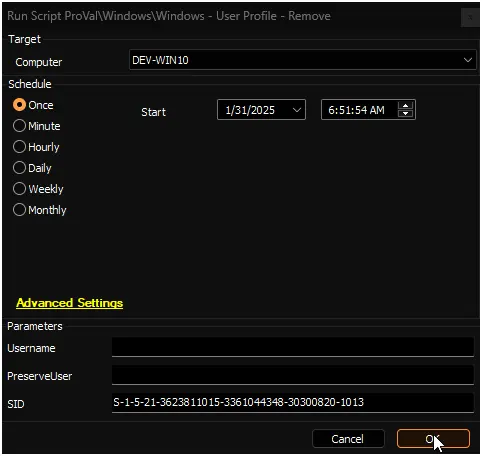 Run Script ProVal\Windows\Windows - User Profile - Remove
x
Target
Computer
DEV-WIN10
Schedule
Once
Start
1/31/2025
6:51:54 AM
Minute
Hourly
Daily
Weekly
Monthly
Advanced Settings
Parameters
Username
PreserveUser
SID
S-1-5-21-3623811015-3361044348-30300820-1013
Cancel
OK